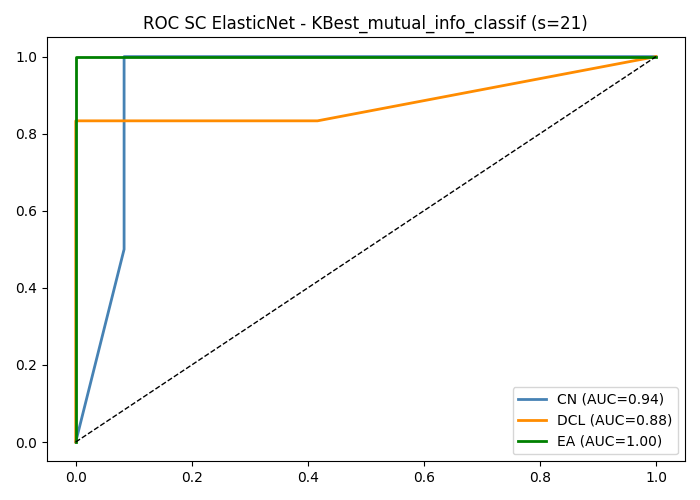 ROC SC ElasticNet - KBest_mutual_info_classif (s=21)
1.0
0.8
0.6
0.4
0.2
0.0
0.0 0.2 0.4 0.6 0.8 1.0
CN (AUC=0.94)
DCL (AUC=0.88)
EA (AUC=1.00)